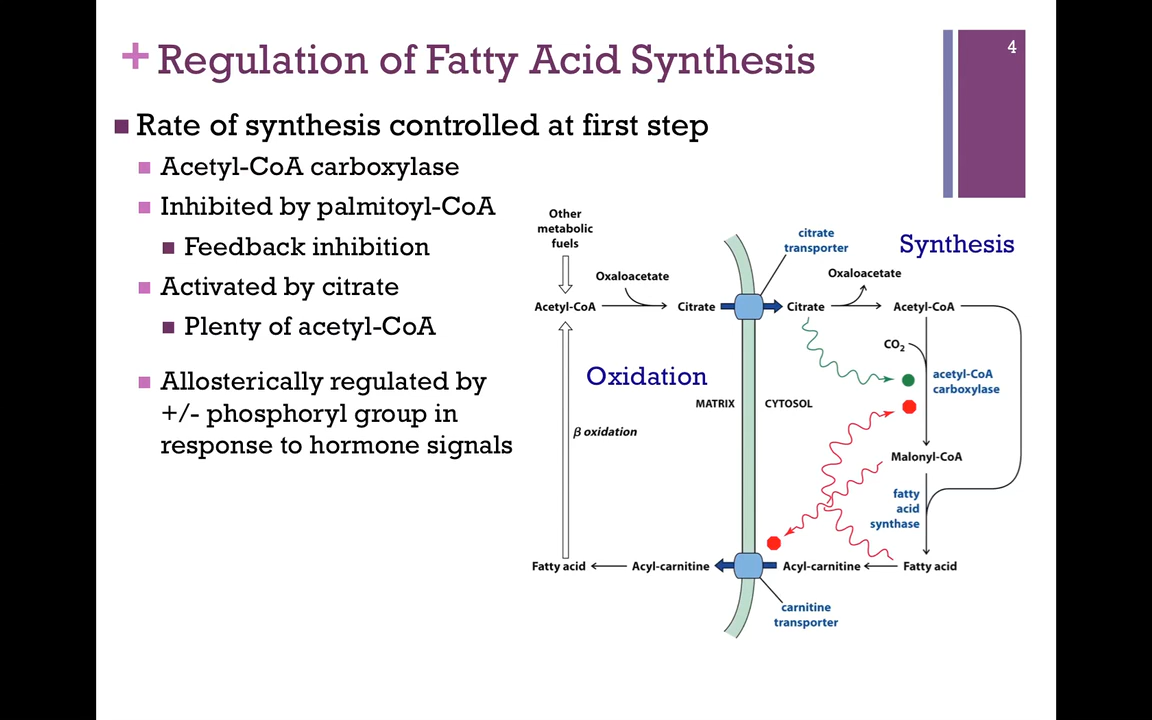 4
+ Regulation of Fatty Acid Synthesis
Rate of synthesis controlled at first step
Acetyl-CoA carboxylase
Inhibited by palmitoyl-CoA
Feedback inhibition
Activated by citrate
Plenty of acetyl-CoA
Allosterically regulated by
+/- phosphoryl group in
response to hormone signals
Other
metabolic
fuels
citrate
transporter
Synthesis
Oxaloacetate
Oxaloacetate
Acetyl-CoA
Citrate
Citrate
Acetyl-CoA
CO₂
Oxidation
acetyl-CoA
carboxylase
MATRIX
CYTOSOL
β oxidation
Malonyl-CoA
fatty
acid
synthase
Fatty acid
Acyl-carnitine
Acyl-carnitine
Fatty acid
carnitine
transporter